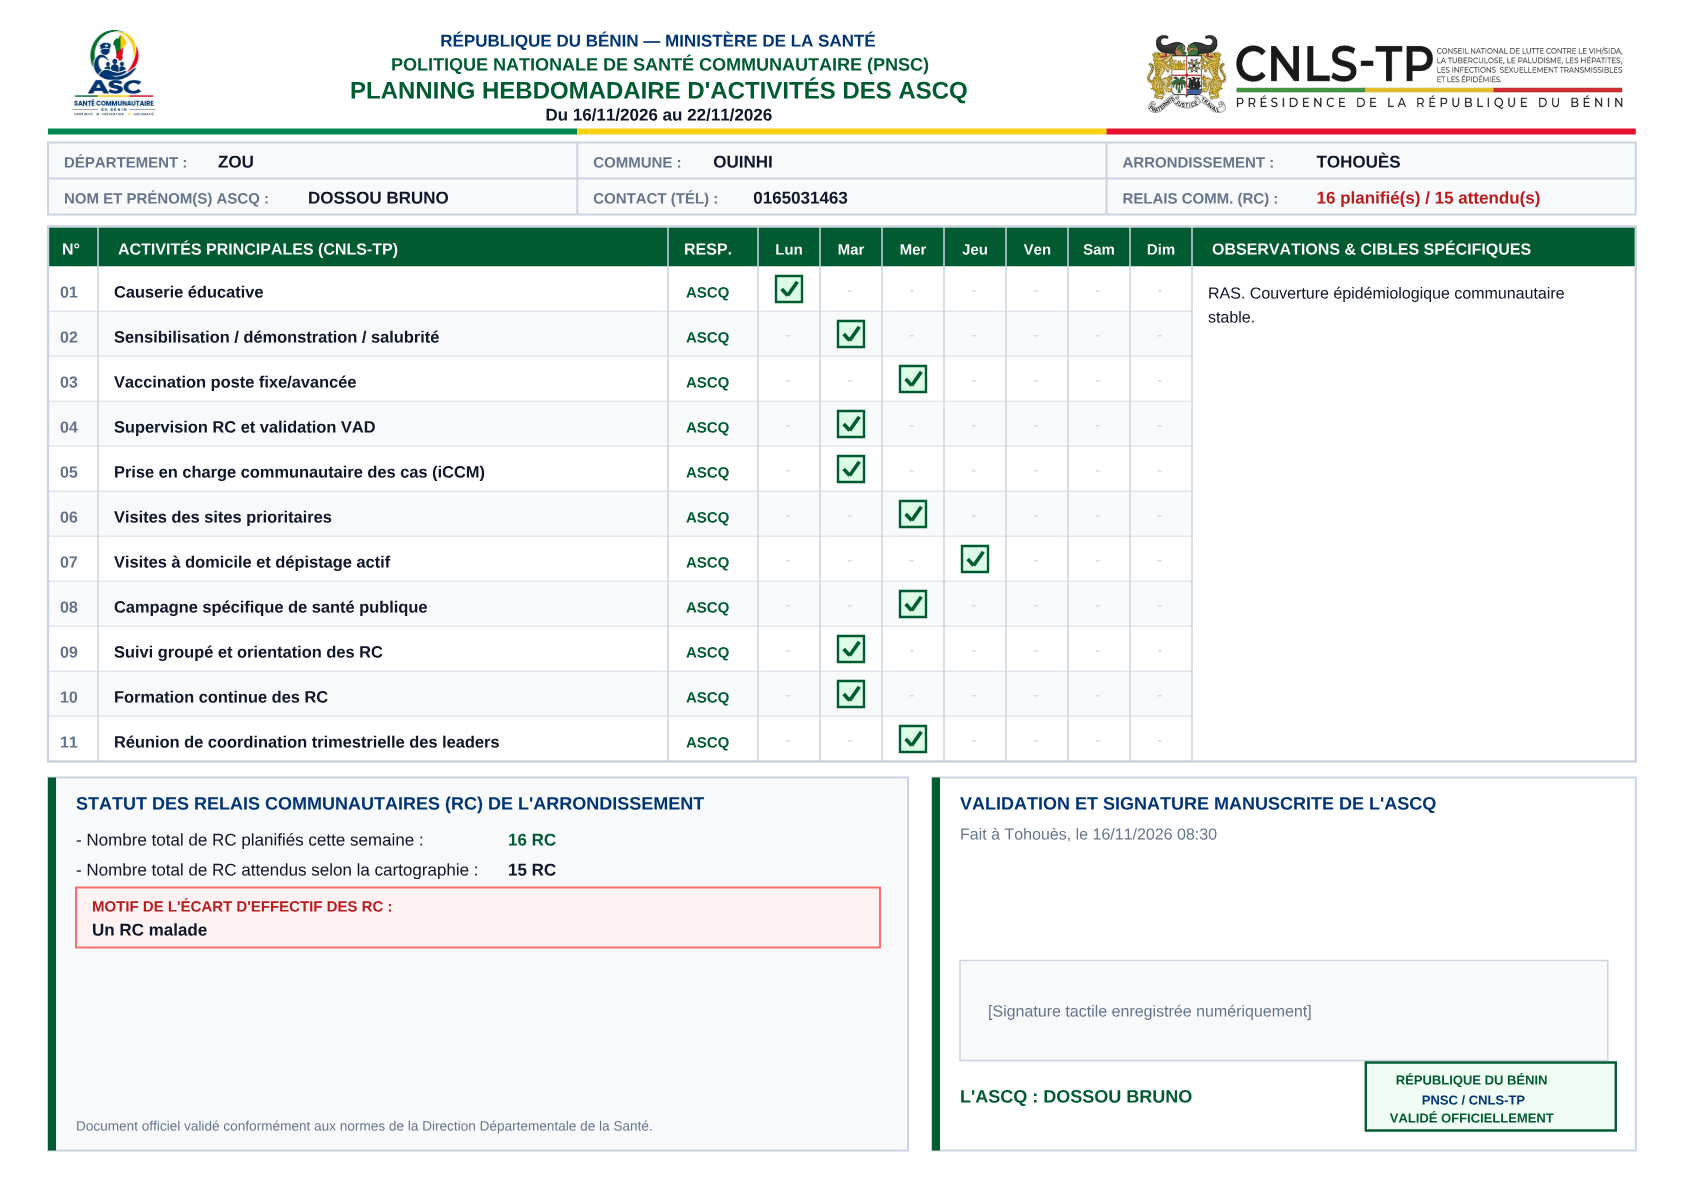 ASC
SANTÉ COMMUNAUTAIRE
DU BÉNIN
RÉPUBLIQUE DU BÉNIN — MINISTÈRE DE LA SANTÉ
POLITIQUE NATIONALE DE SANTÉ COMMUNAUTAIRE (PNSC)
PLANNING HEBDOMADAIRE D'ACTIVITÉS DES ASCQ
Du 16/11/2026 au 22/11/2026
CNLS-TP
CONSEIL NATIONAL DE LUTTE CONTRE LE VIH/SIDA,
LA TUBERCULOSE, LE PALUDISME, LES HÉPATITES,
LES INFECTIONS SEXUELLEMENT TRANSMISSIBLES
ET LES ÉPIDÉMIES.
PRÉSIDENCE DE LA RÉPUBLIQUE DU BÉNIN
DÉPARTEMENT : ZOU COMMUNE : OUINHI ARRONDISSEMENT : TOHOUÈS
NOM ET PRÉNOM(S) ASCQ : DOSSOU BRUNO CONTACT (TÉL) : 0165031463 RELAIS COMM. (RC) : 16 planifié(s) / 15 attendu(s)
N° ACTIVITÉS PRINCIPALES (CNLS-TP) RESP. Lun Mar Mer Jeu Ven Sam Dim OBSERVATIONS & CIBLES SPÉCIFIQUES
01 Causerie éducative ASCQ ✓ - - - - - -
RAS. Couverture épidémiologique communautaire
stable.
02 Sensibilisation / démonstration / salubrité ASCQ - ✓ - - - - -
03 Vaccination poste fixe/avancée ASCQ - - ✓ - - - -
04 Supervision RC et validation VAD ASCQ - ✓ - - - - -
05 Prise en charge communautaire des cas (iCCM) ASCQ - ✓ - - - - -
06 Visites des sites prioritaires ASCQ - - ✓ - - - -
07 Visites à domicile et dépistage actif ASCQ - - - ✓ - - -
08 Campagne spécifique de santé publique ASCQ - - ✓ - - - -
09 Suivi groupé et orientation des RC ASCQ - ✓ - - - - -
10 Formation continue des RC ASCQ - ✓ - - - - -
11 Réunion de coordination trimestrielle des leaders ASCQ - - ✓ - - - -
STATUT DES RELAIS COMMUNAUTAIRES (RC) DE L'ARRONDISSEMENT
- Nombre total de RC planifiés cette semaine : 16 RC
- Nombre total de RC attendus selon la cartographie : 15 RC
MOTIF DE L'ÉCART D'EFFECTIF DES RC :
Un RC malade
Document officiel validé conformément aux normes de la Direction Départementale de la Santé.
VALIDATION ET SIGNATURE MANUSCRITE DE L'ASCQ
Fait à Tohouès, le 16/11/2026 08:30
[Signature tactile enregistrée numériquement]
L'ASCQ : DOSSOU BRUNO
RÉPUBLIQUE DU BÉNIN
PNSC / CNLS-TP
VALIDÉ OFFICIELLEMENT